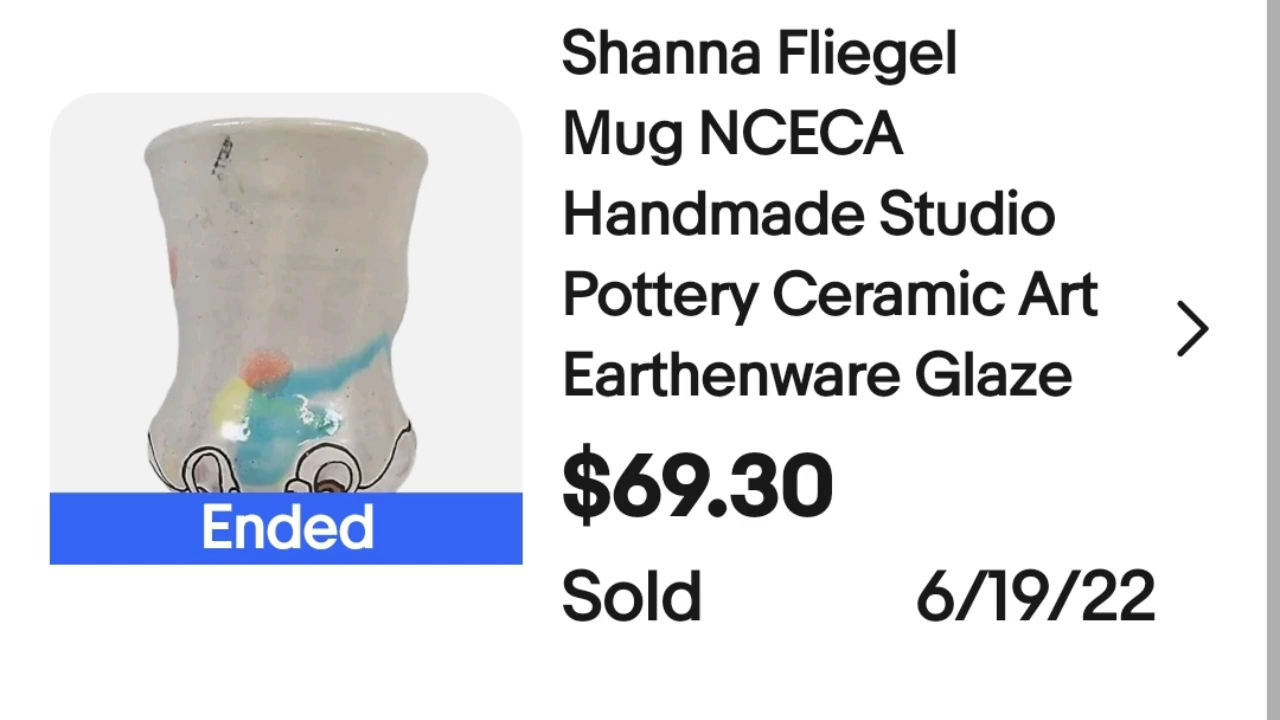 Shanna Fliegel
Mug NCECA
Handmade Studio
Pottery Ceramic Art
Earthenware Glaze
$69.30
Ended
Sold 6/19/22